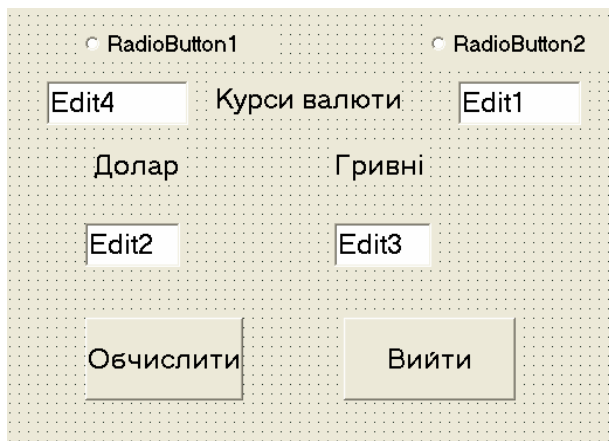 RadioButton1 RadioButton2
Edit4 Курси валюти Edit1
Долар Гривні
Edit2 Edit3
Обчислити Вийти